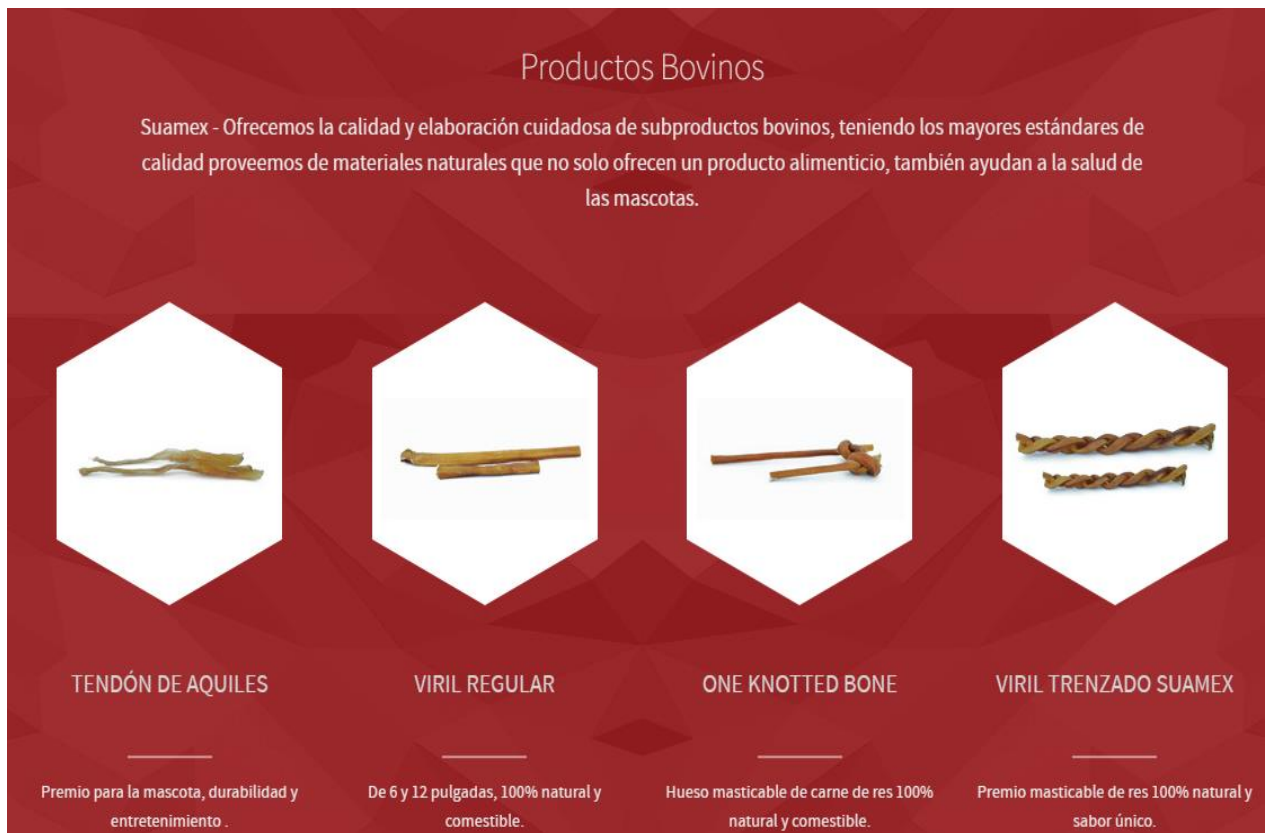 Productos Bovinos
Suamex - Ofrecemos la calidad y elaboración cuidadosa de subproductos bovinos, teniendo los mayores estándares de
calidad proveemos de materiales naturales que no solo ofrecen un producto alimenticio, también ayudan a la salud de
las mascotas.
TENDÓN DE AQUILES
Premio para la mascota, durabilidad y
entretenimiento .
VIRIL REGULAR
De 6 y 12 pulgadas, 100% natural y
comestible.
ONE KNOTTED BONE
Hueso masticable de carne de res 100%
natural y comestible.
VIRIL TRENZADO SUAMEX
Premio masticable de res 100% natural y
sabor único.